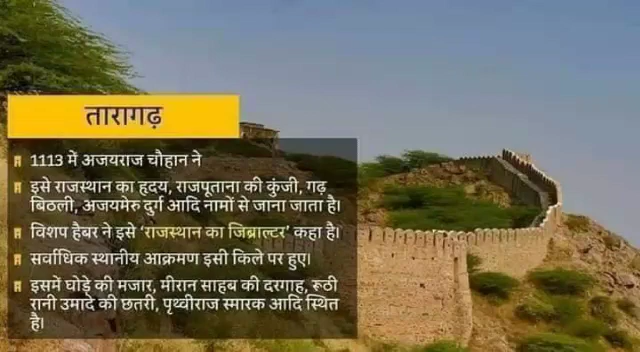 तारागढ़
1113 में अजयराज चौहान ने
इसे राजस्थान का हृदय, राजपूताना की कुंजी, गढ़
बिठली, अजयमेरु दुर्ग आदि नामों से जाना जाता है।
विशप हैबर ने इसे 'राजस्थान का जिब्राल्टर' कहा है।
सर्वाधिक स्थानीय आक्रमण इसी किले पर हुए।
इसमें घोड़े की मजार, मीरान साहब की दरगाह, रूठी
रानी उमादे की छतरी, पृथ्वीराज स्मारक आदि स्थित
है।